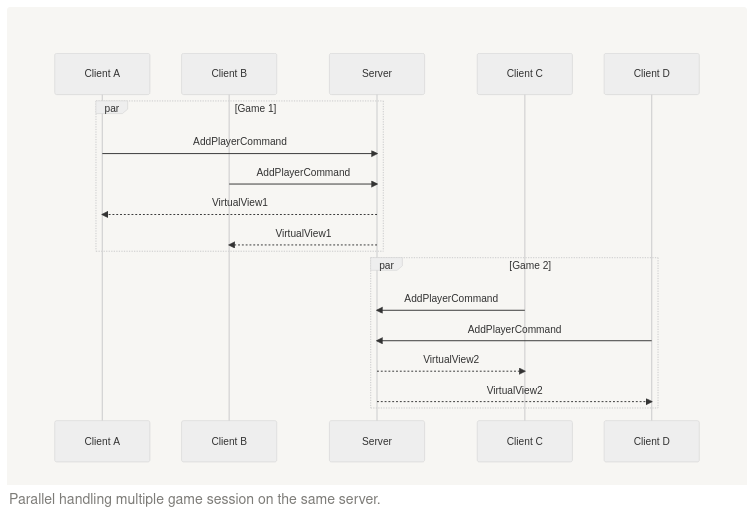 Client A
Client B
Server
Client C
Client D
par
[Game 1]
AddPlayerCommand
AddPlayerCommand
VirtualView1
VirtualView1
par
[Game 2]
AddPlayerCommand
AddPlayerCommand
VirtualView2
VirtualView2
Client A
Client B
Server
Client C
Client D
Parallel handling multiple game session on the same server.